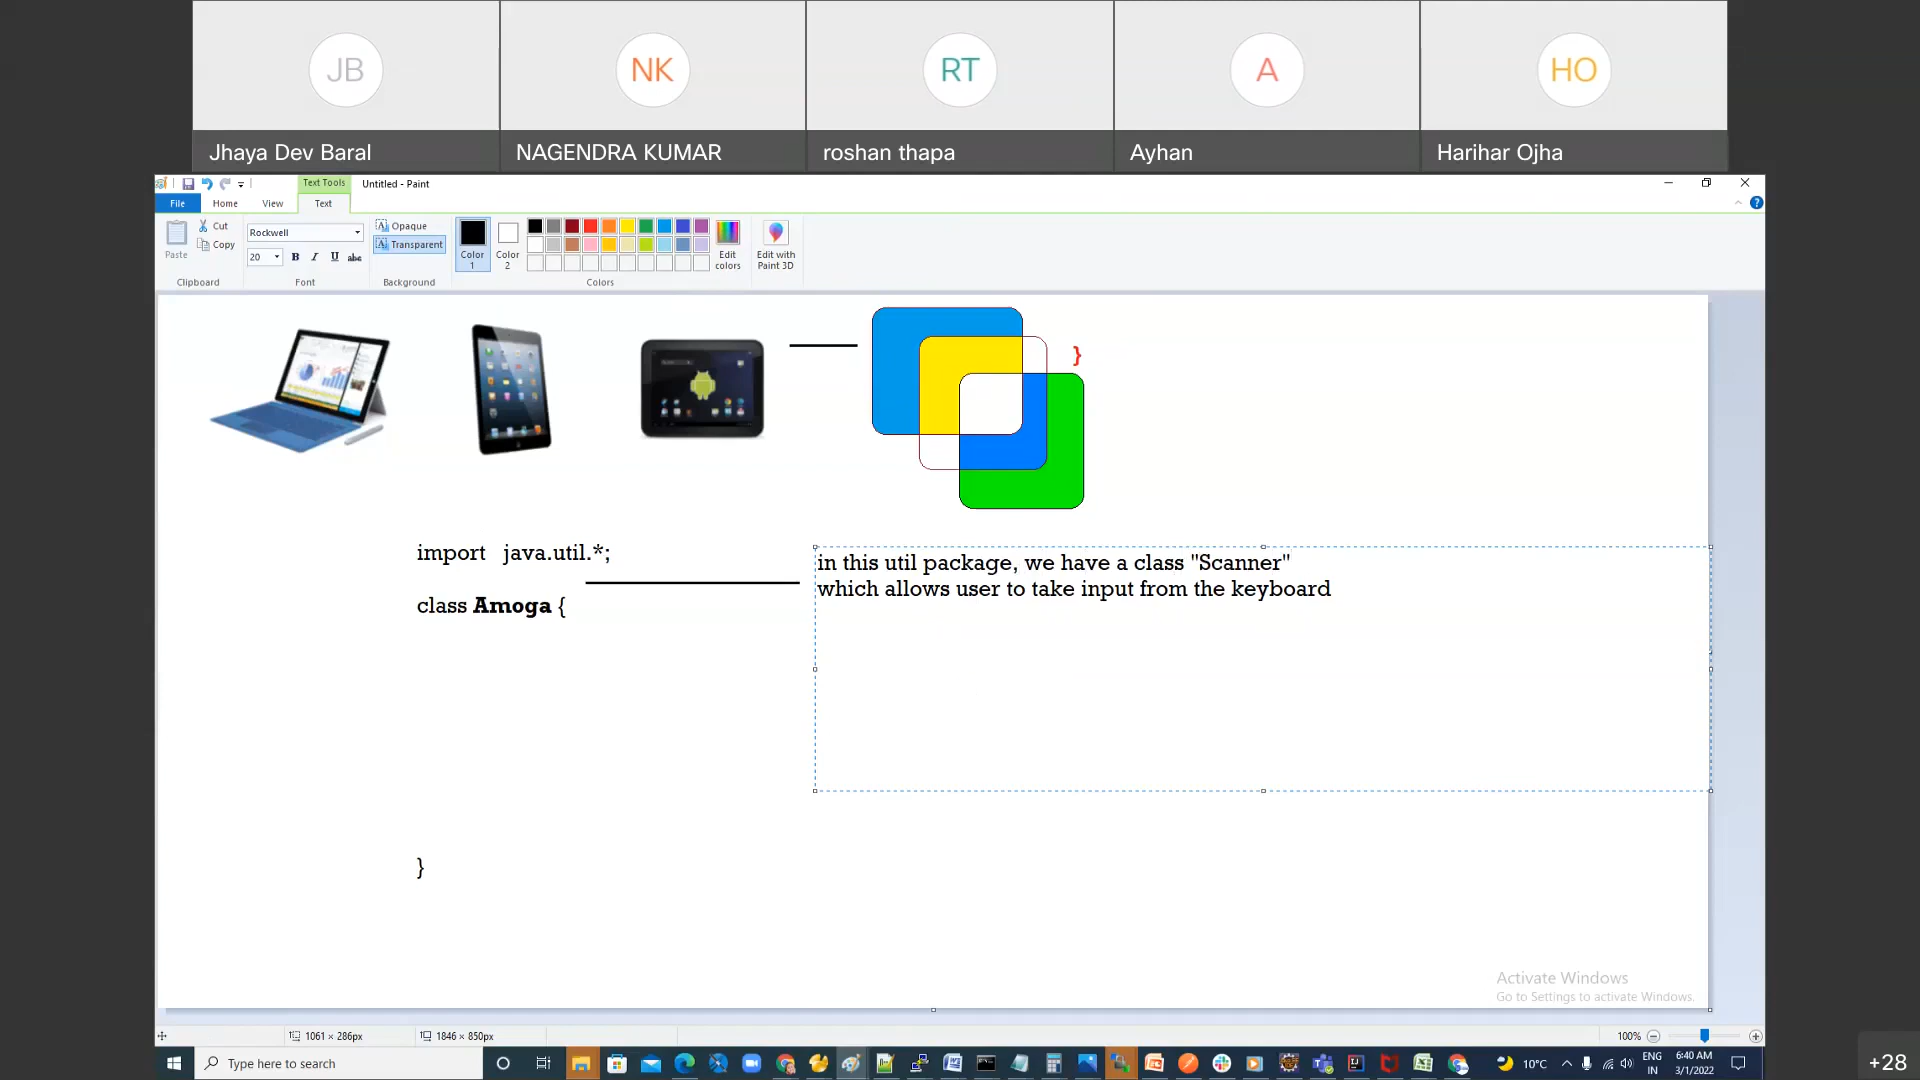 JB
NK
RT
A
HO
Jhaya Dev Baral
NAGENDRA KUMAR
roshan thapa
Ayhan
Harihar Ojha
Text Tools
Untitled - Paint
File
Home
View
Text
Paste
Cut
Copy
Clipboard
Rockwell
20
B I U abc
Font
Opaque
Transparent
Background
Color 1
Color 2
Colors
Edit colors
Edit with Paint 3D
}
import java.util.*;
class Amoga {
}
in this util package, we have a class "Scanner"
which allows user to take input from the keyboard
Activate Windows
Go to Settings to activate Windows.
1061 × 286px
1846 × 850px
100%
Type here to search
10°C
ENG
IN
6:40 AM
3/1/2022
+28